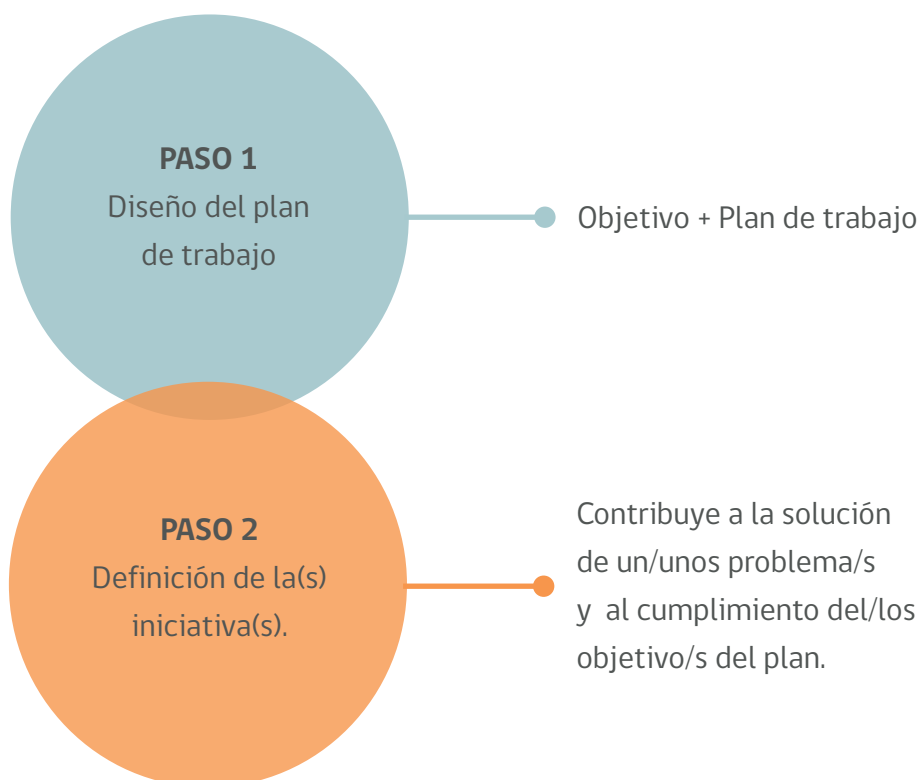 PASO 1
Diseño del plan
de trabajo
Objetivo + Plan de trabajo
PASO 2
Definición de la(s)
iniciativa(s).
Contribuye a la solución
de un/unos problema/s
y al cumplimiento del/los
objetivo/s del plan.